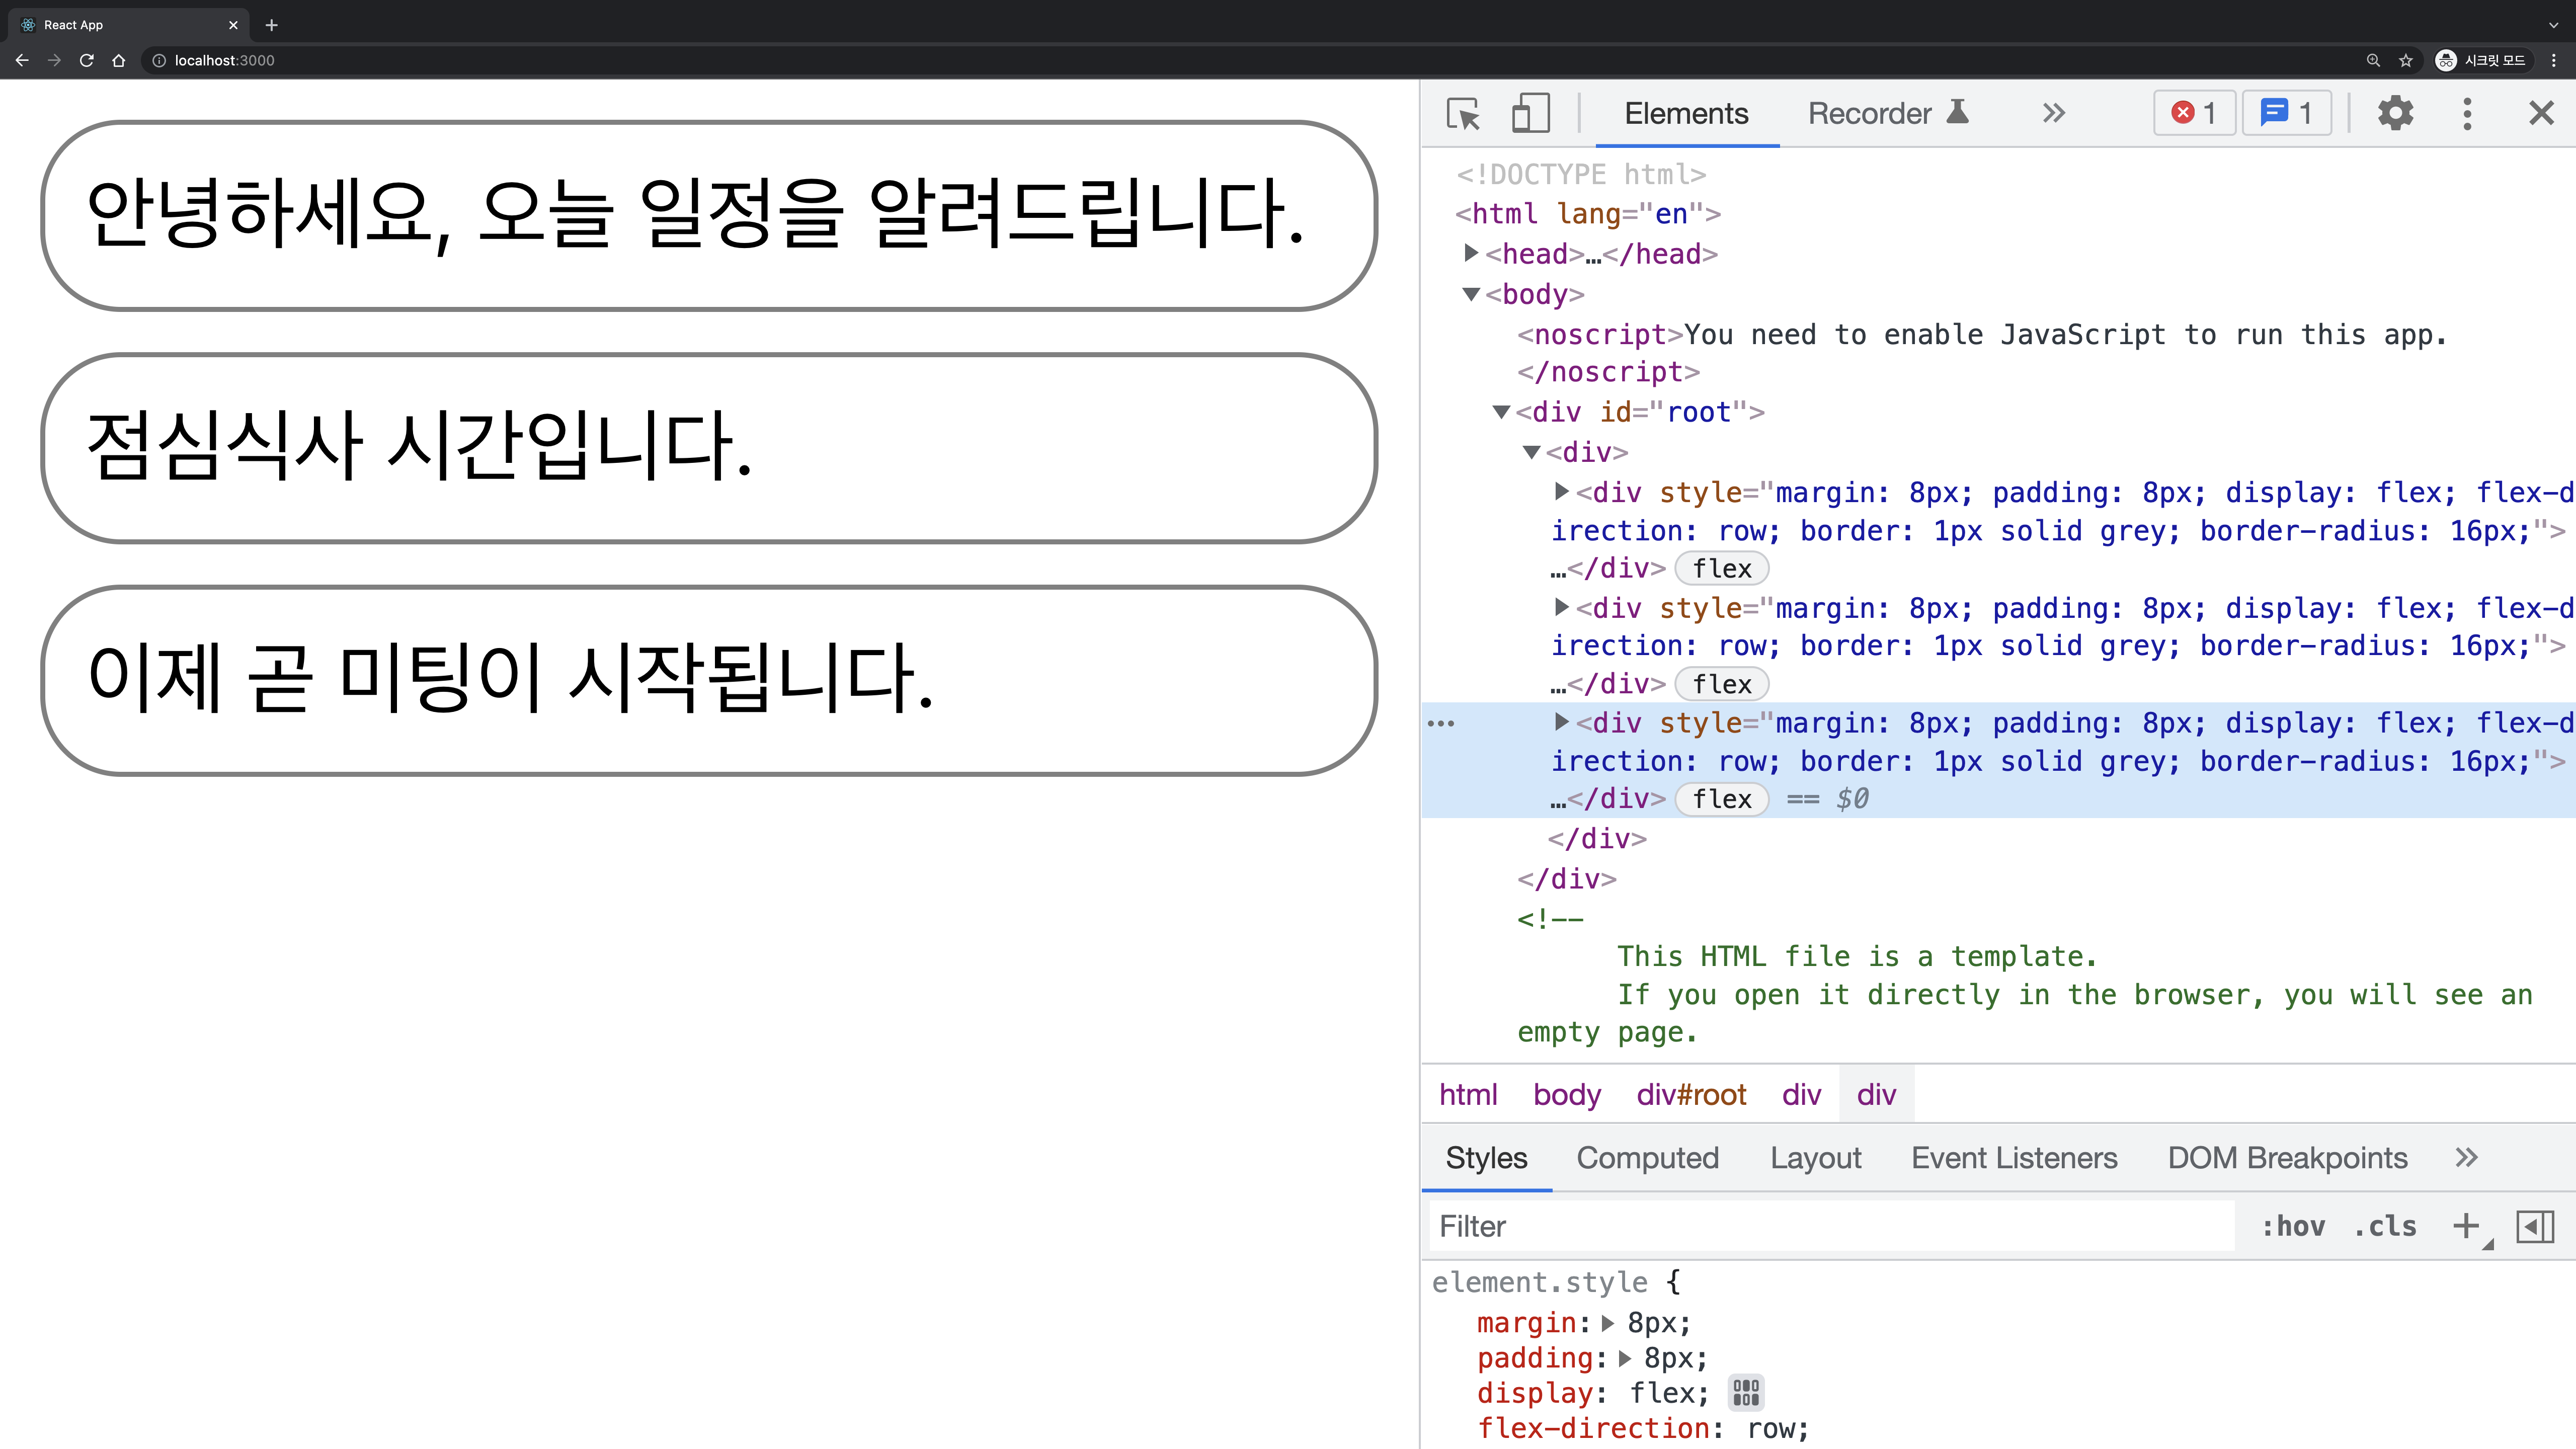 React App
localhost:3000
시크릿 모드
안녕하세요, 오늘 일정을 알려드립니다.
점심식사 시간입니다.
이제 곧 미팅이 시작됩니다.
Elements Recorder 1 1
<!DOCTYPE html>
<html lang="en">
<head>…</head>
<body>
<noscript>You need to enable JavaScript to run this app.
</noscript>
<div id="root">
<div>
<div style="margin: 8px; padding: 8px; display: flex; flex-d
irection: row; border: 1px solid grey; border-radius: 16px;">
…</div> flex
<div style="margin: 8px; padding: 8px; display: flex; flex-d
irection: row; border: 1px solid grey; border-radius: 16px;">
…</div> flex
<div style="margin: 8px; padding: 8px; display: flex; flex-d
irection: row; border: 1px solid grey; border-radius: 16px;">
…</div> flex == $0
</div>
</div>
<!--
This HTML file is a template.
If you open it directly in the browser, you will see an
empty page.
html body div#root div div
Styles Computed Layout Event Listeners DOM Breakpoints
Filter :hov .cls
element.style {
margin: 8px;
padding: 8px;
display: flex;
flex-direction: row;